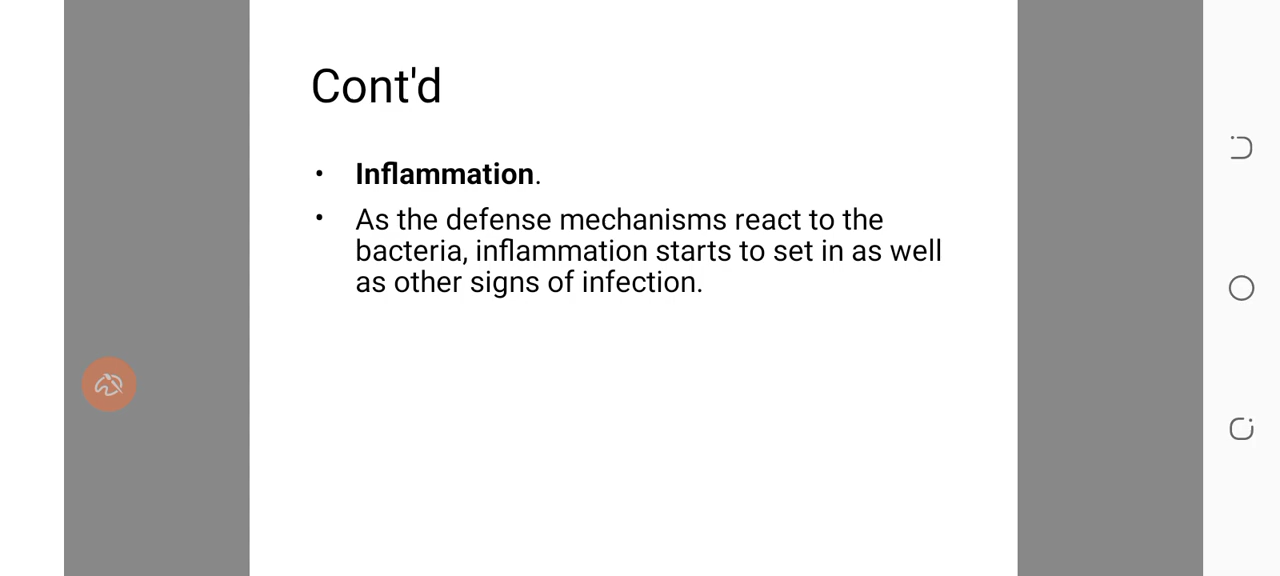 Cont'd
• Inflammation.
• As the defense mechanisms react to the
bacteria, inflammation starts to set in as well
as other signs of infection.